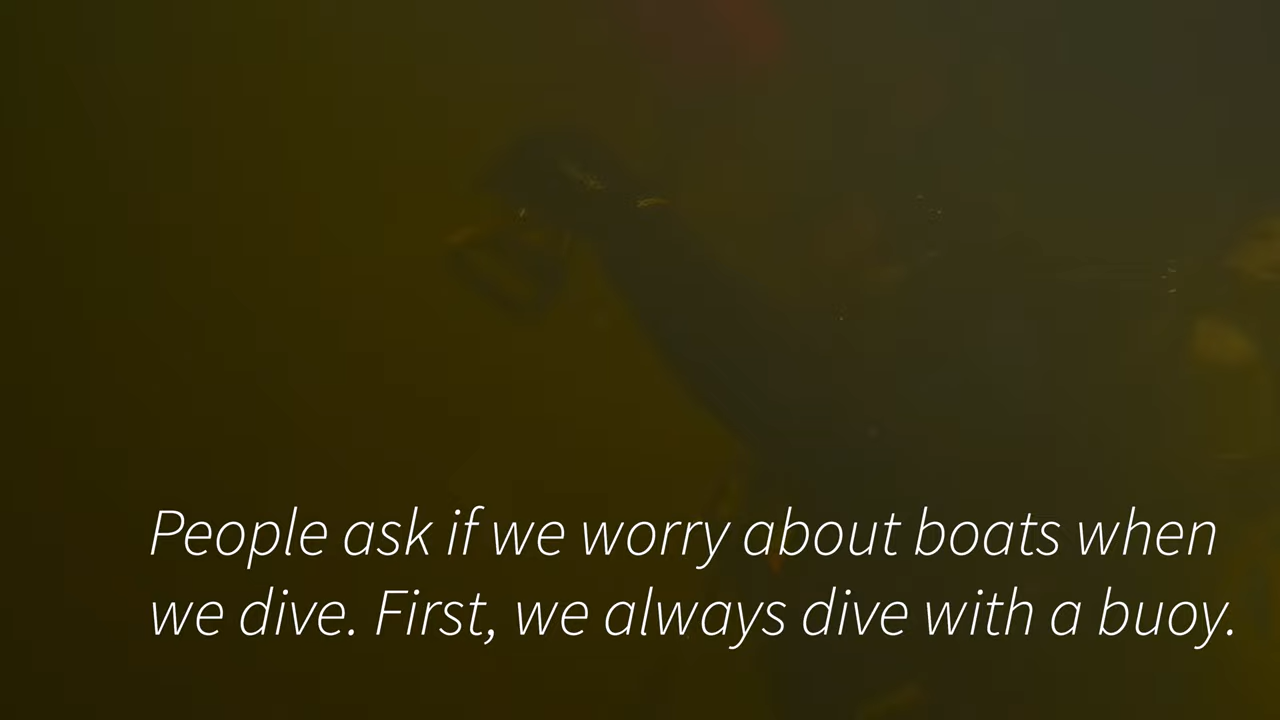 People ask if we worry about boats when
we dive. First, we always dive with a buoy.